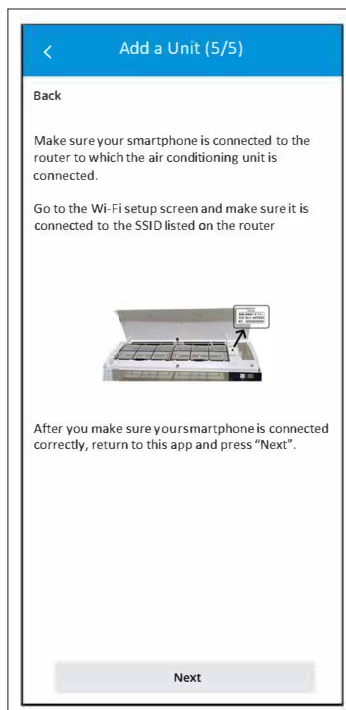 Add a Unit (5/5)
Back
Make sure your smartphone is connected to the
router to which the air conditioning unit is
connected.
Go to the Wi-Fi setup screen and make sure it is
connected to the SSID listed on the router
After you make sure yoursmartphone is connected
correctly, return to this app and press “Next”.
Next